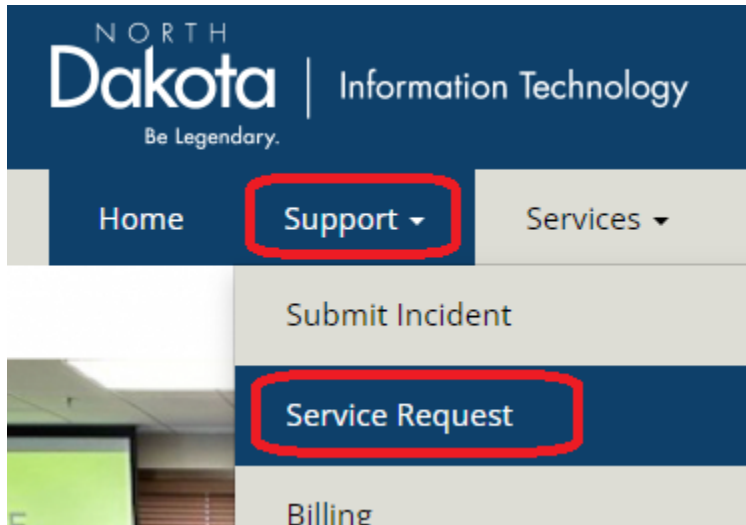 NORTH
Dakota | Information Technology
Be Legendary.
Home Support Services
Submit Incident
Service Request
Billing